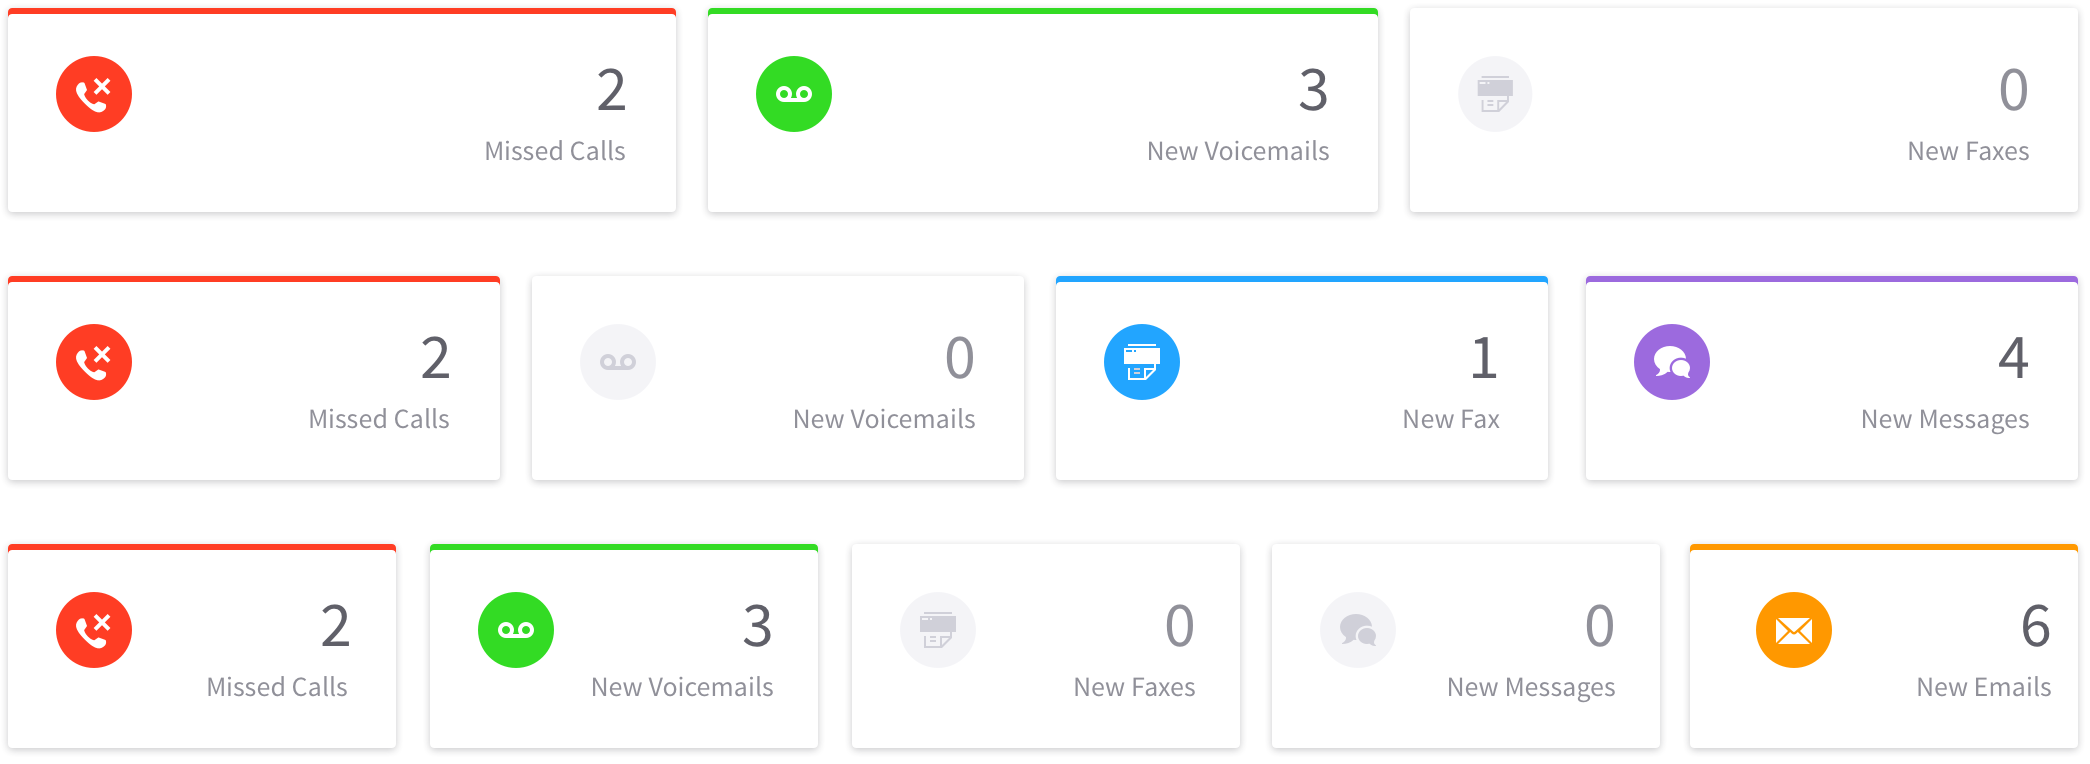 2
Missed Calls
3
New Voicemails
0
New Faxes
2
Missed Calls
0
New Voicemails
1
New Fax
4
New Messages
2
Missed Calls
3
New Voicemails
0
New Faxes
0
New Messages
6
New Emails